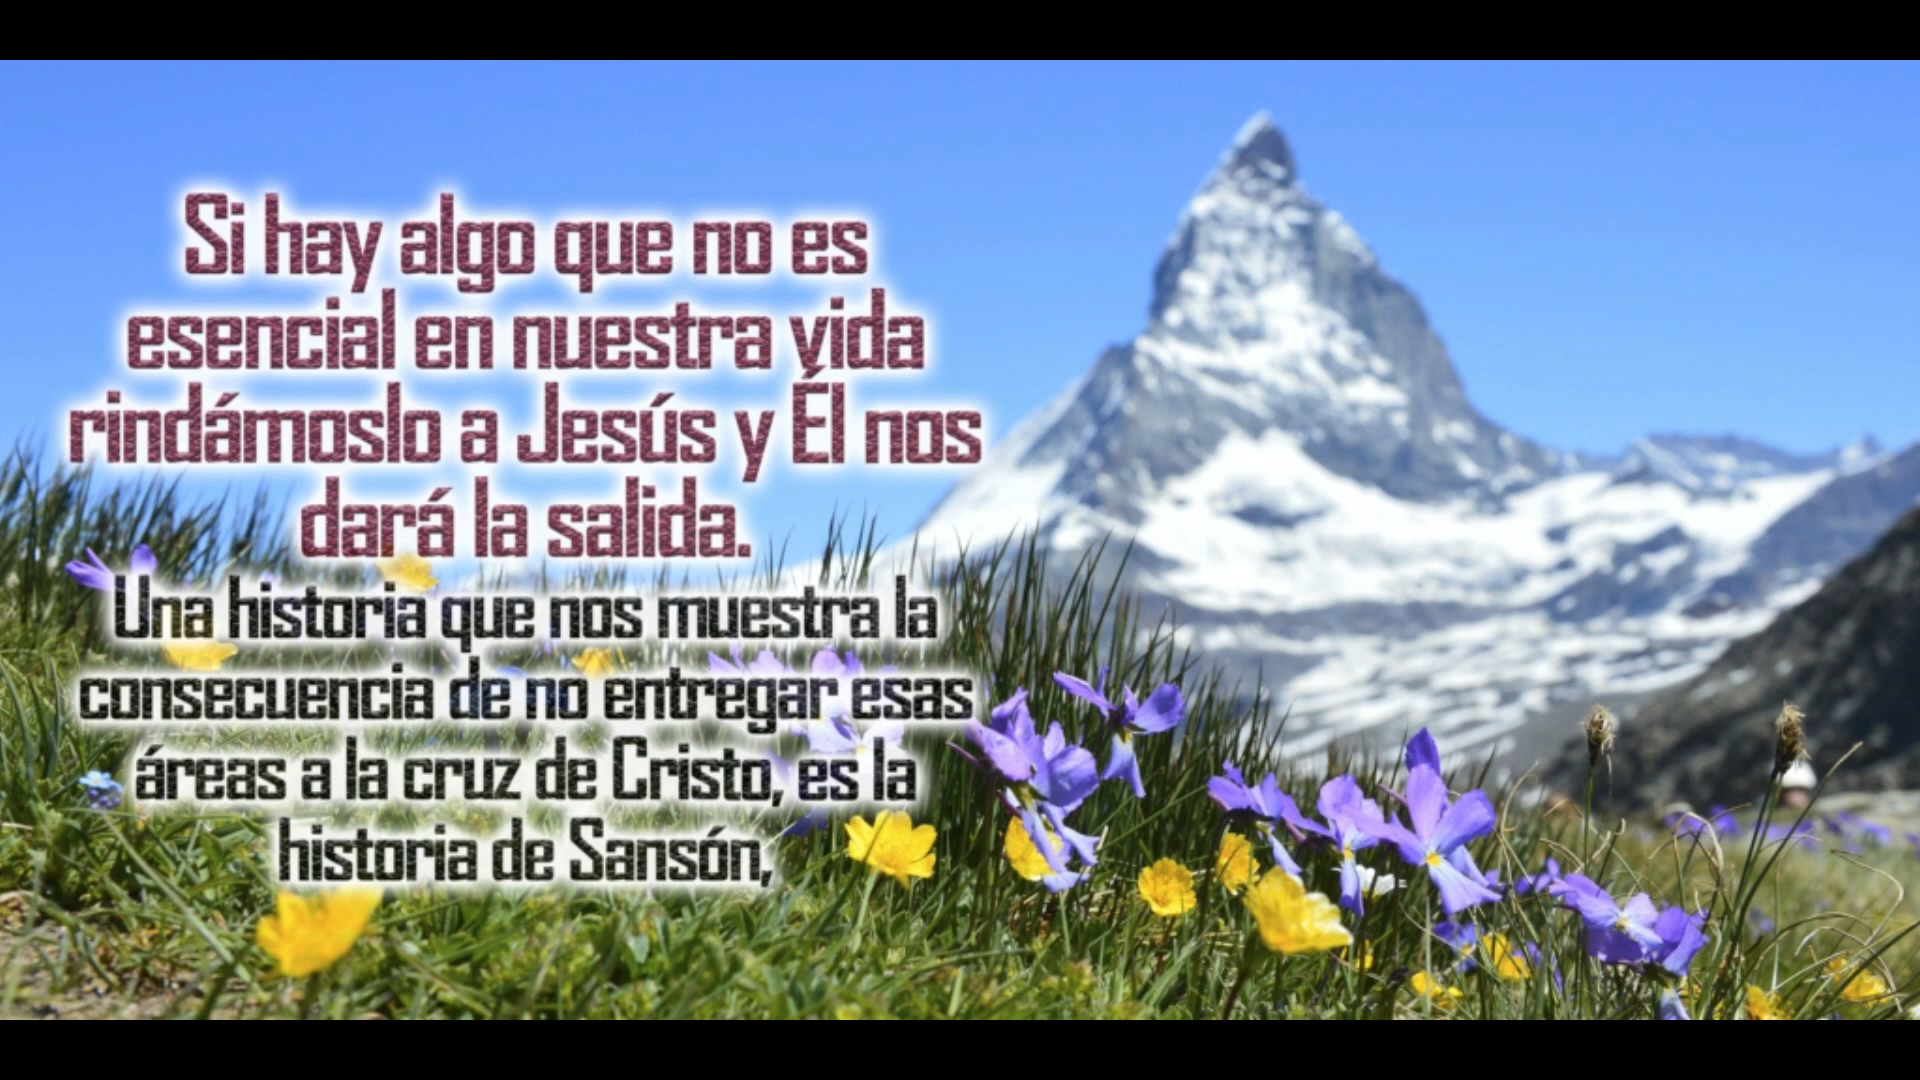 Si hay algo que no es
esencial en nuestra vida
rindámoslo a Jesús y Él nos
dará la salida.
Una historia que nos muestra la
consecuencia de no entregar esas
áreas a la cruz de Cristo, es la
historia de Sansón,